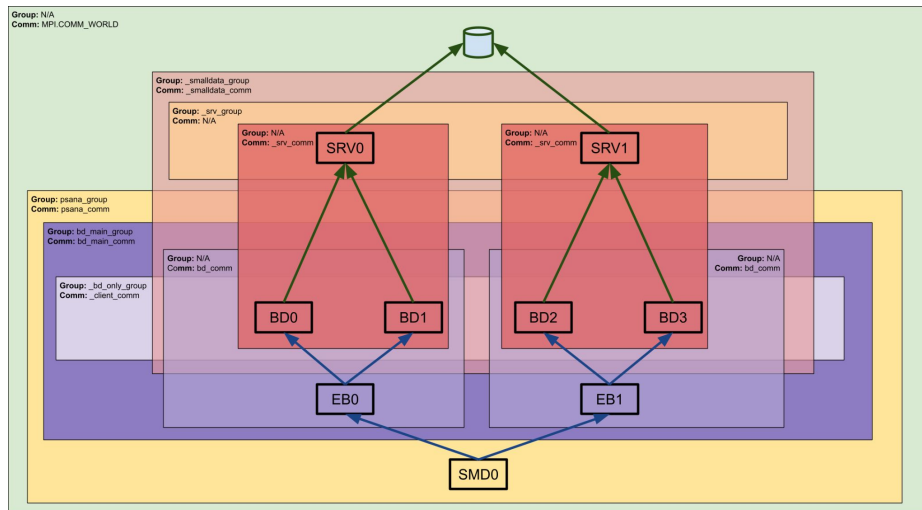 Group: N/A
Comm: MPI.COMM_WORLD
Group: _smalldata_group
Comm: _smalldata_comm
Group: _srv_group
Comm: N/A
Group: N/A
Comm: _srv_comm
SRV0
Group: N/A
Comm: _srv_comm
SRV1
Group: psana_group
Comm: psana_comm
Group: bd_main_group
Comm: bd_main_comm
Group: N/A
Comm: bd_comm
Group: N/A
Comm: bd_comm
Group: _bd_only_group
Comm: _client_comm
BD0
BD1
BD2
BD3
EB0
EB1
SMD0